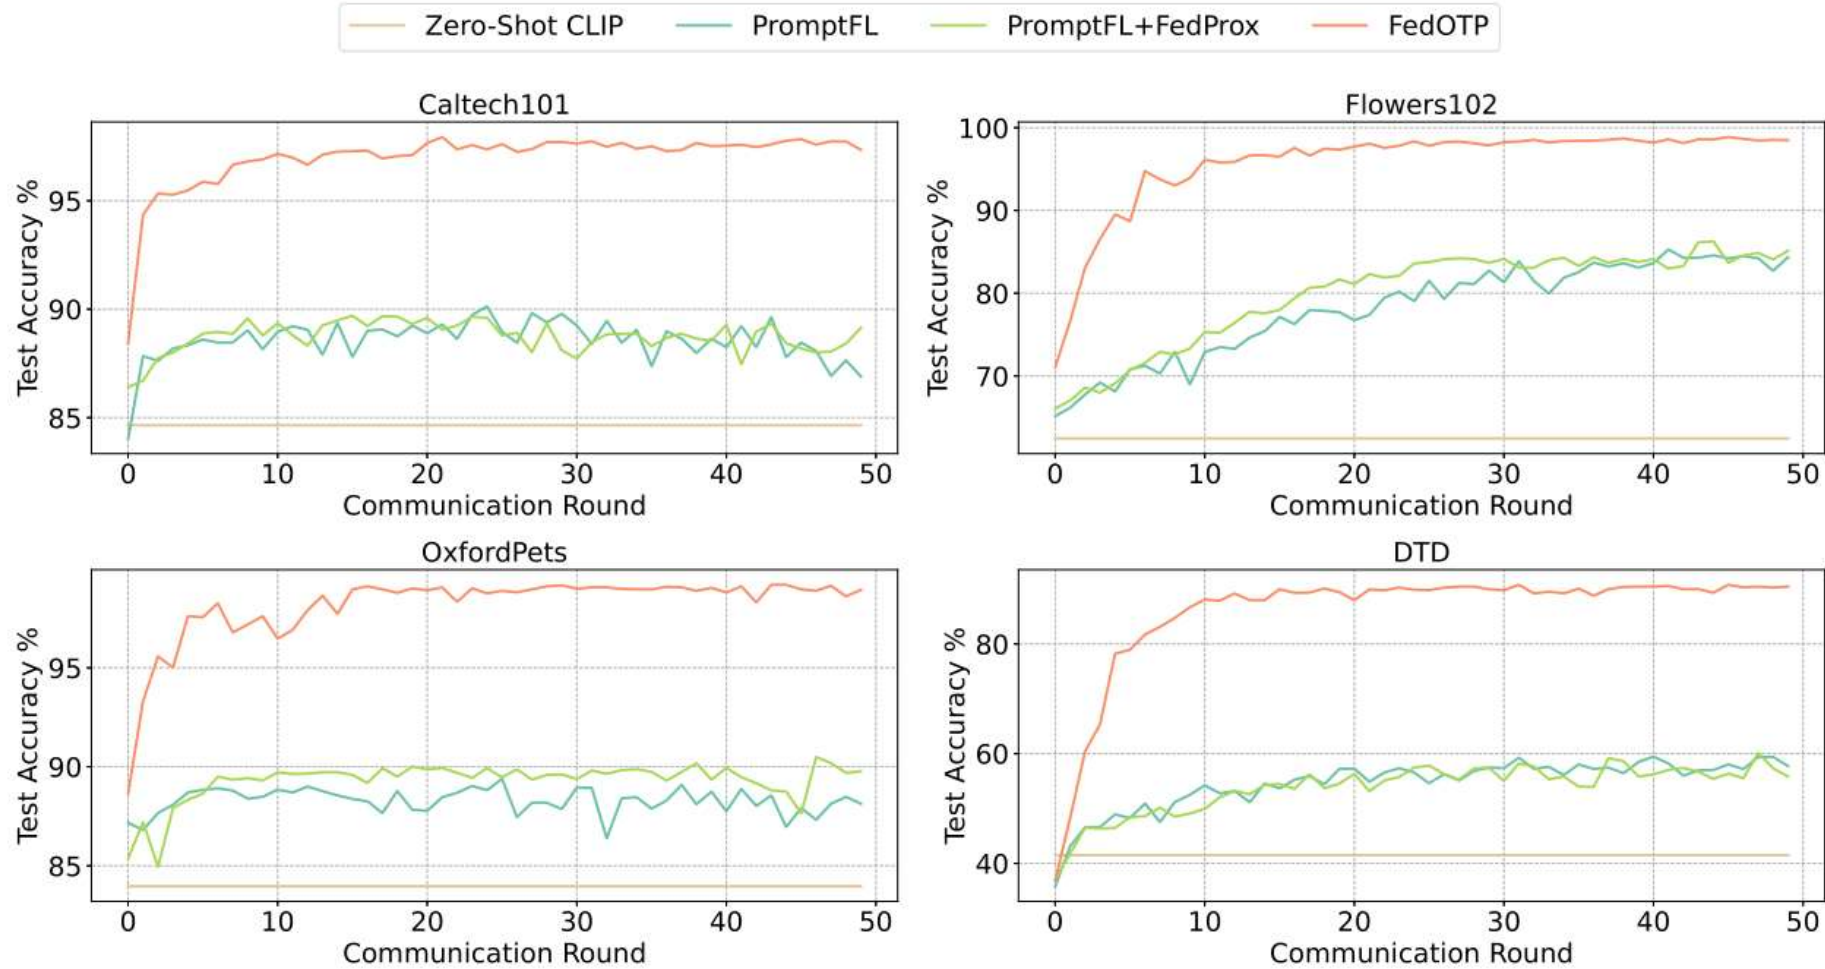 Zero-Shot CLIP PromptFL PromptFL+FedProx FedOTP
Caltech101
Test Accuracy %
95
90
85
0 10 20 30 40 50
Communication Round
Flowers102
Test Accuracy %
100
90
80
70
0 10 20 30 40 50
Communication Round
OxfordPets
Test Accuracy %
95
90
85
0 10 20 30 40 50
Communication Round
DTD
Test Accuracy %
80
60
40
0 10 20 30 40 50
Communication Round